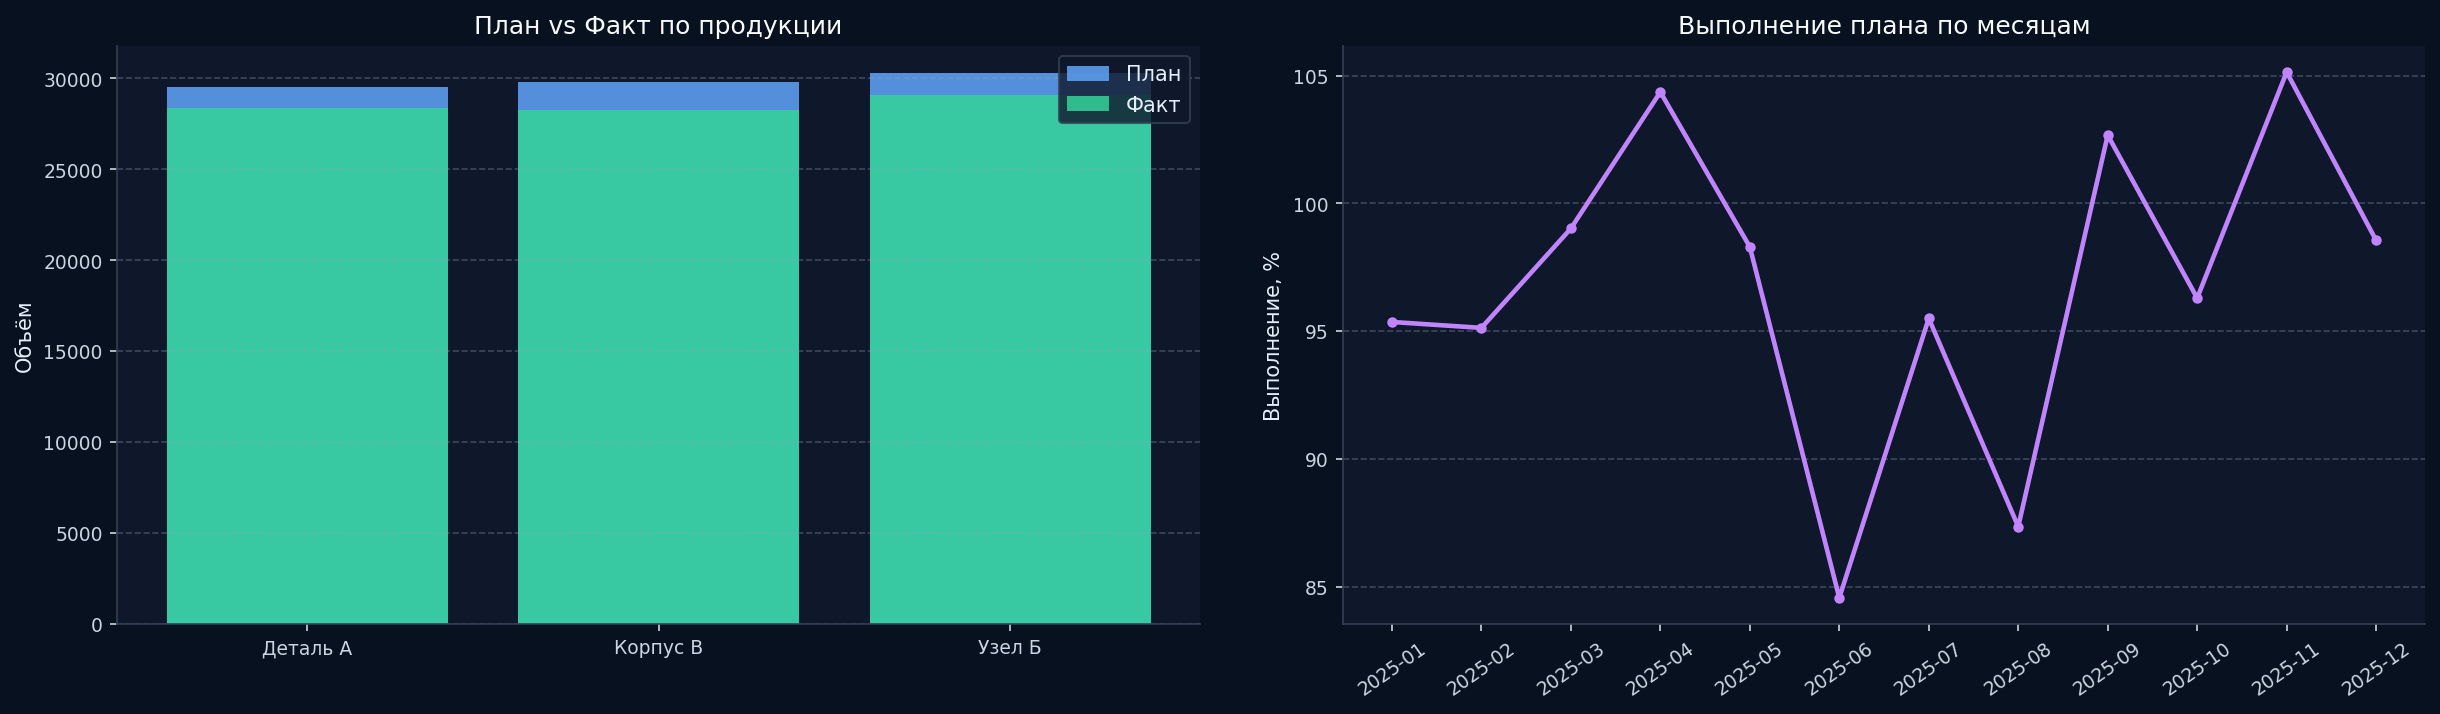 План vs Факт по продукции
План
Факт
Объём
30000
25000
20000
15000
10000
5000
0
Деталь A
Корпус B
Узел Б
Выполнение плана по месяцам
Выполнение, %
105
100
95
90
85
2025-01
2025-02
2025-03
2025-04
2025-05
2025-06
2025-07
2025-08
2025-09
2025-10
2025-11
2025-12